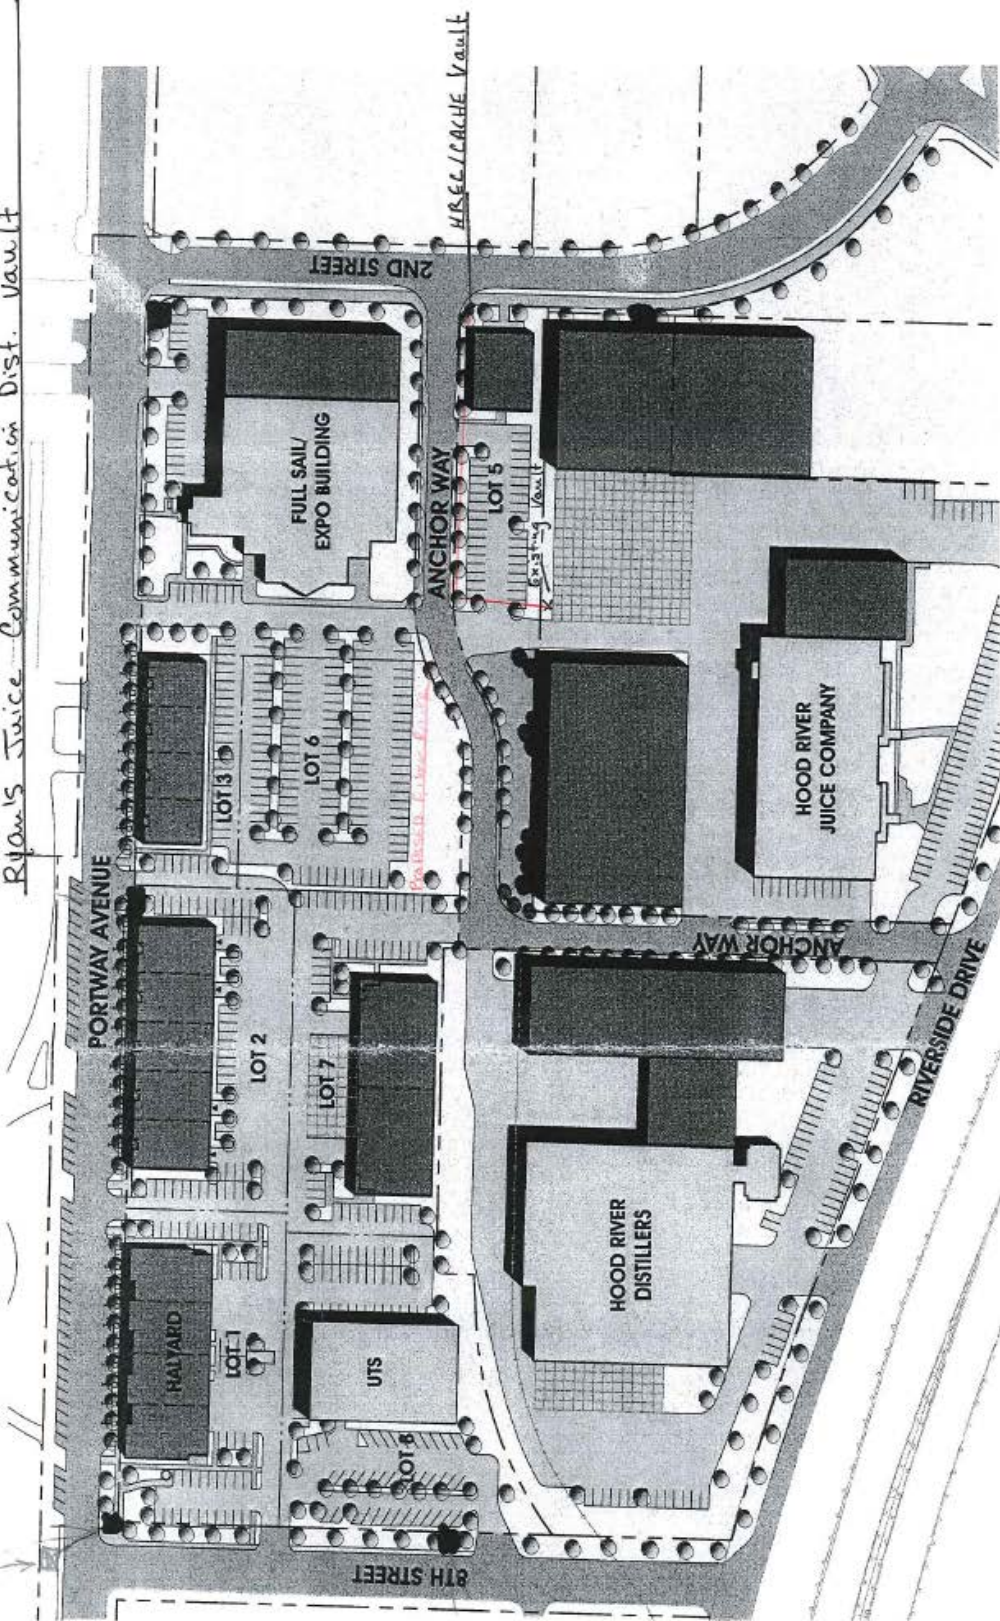 Ryan's Juice Communication Dist. Vault
HREC/CACHE Vault
2ND STREET
FULL SAIL/
EXPO BUILDING
ANCHOR WAY
LOT 5
Existing Vault
PORTWAY AVENUE
LOT 3
LOT 6
HOOD RIVER
JUICE COMPANY
LOT 2
LOT 7
ANCHOR WAY
RIVERSIDE DRIVE
HALYARD
LOT 1
UTS
LOT 8
HOOD RIVER
DISTILLERS
8TH STREET